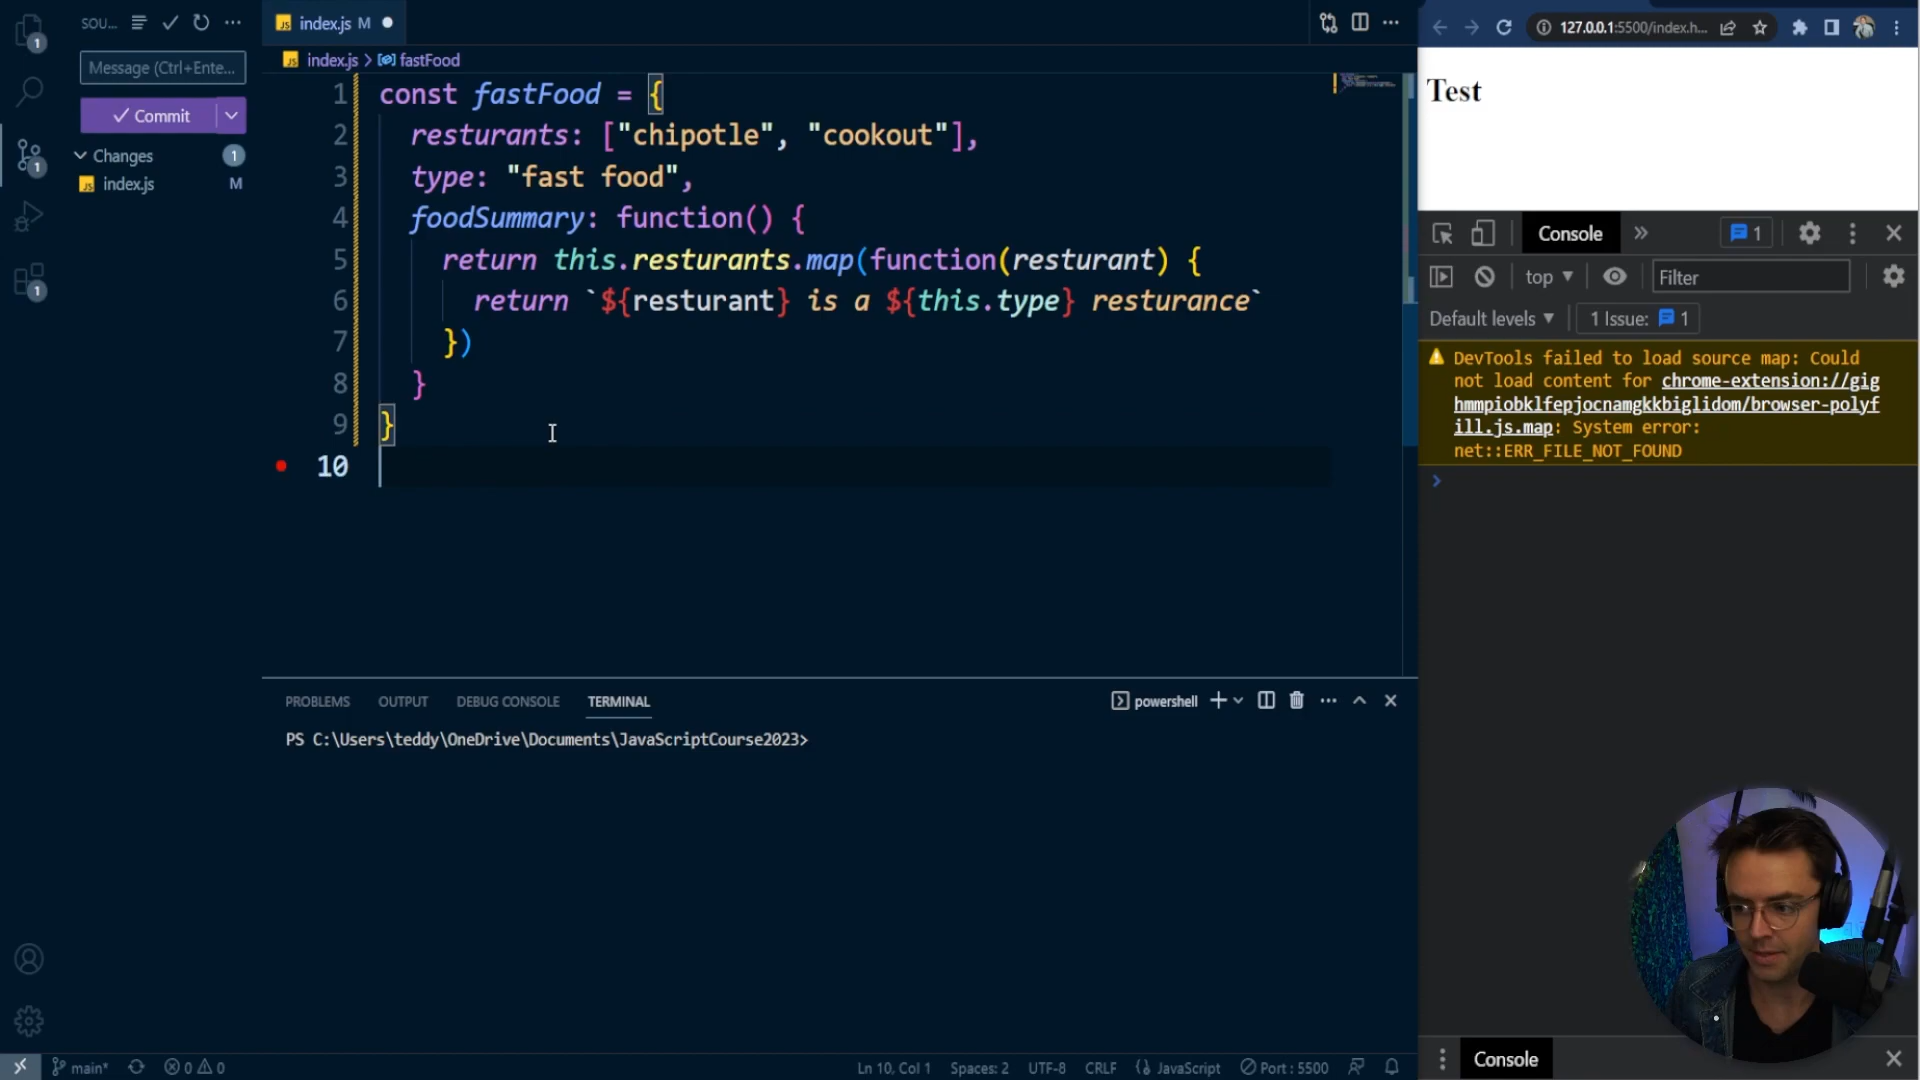 SOU...
Message (Ctrl+Ente...
Commit
Changes
1
index.js
M
1
1
1
index.js M
index.js > fastFood
1 const fastFood = {
2 resturants: ["chipotle", "cookout"],
3 type: "fast food",
4 foodSummary: function() {
5 return this.resturants.map(function(resturant) {
6 return `${resturant} is a ${this.type} resturance`
7 })
8 }
9 }
10
PROBLEMS OUTPUT DEBUG CONSOLE TERMINAL
powershell
PS C:\Users\teddy\OneDrive\Documents\JavaScriptCourse2023>
main*
0 0
Ln 10, Col 1 Spaces: 2 UTF-8 CRLF JavaScript Port : 5500
127.0.0.1:5500/index.h...
Test
Console » 1
top Filter
Default levels 1 Issue: 1
DevTools failed to load source map: Could
not load content for chrome-extension://gig
hmmpiobklfepjocnamgkkbiglidom/browser-polyf
ill.js.map: System error:
net::ERR_FILE_NOT_FOUND
Console